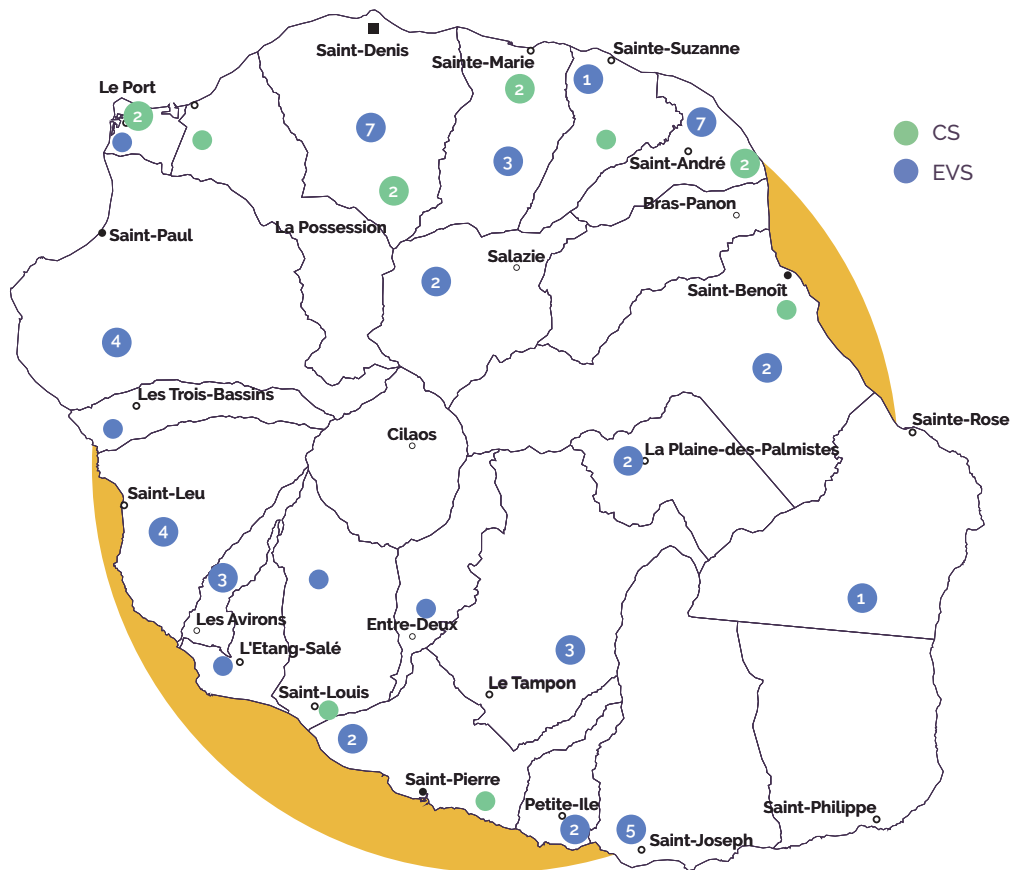 Saint-Denis
Sainte-Marie
Sainte-Suzanne
1
2
Le Port
2
7
7
CS
3
Saint-André
2
EVS
2
Bras-Panon
La Possession
Saint-Paul
Salazie
2
Saint-Benoît
4
2
Les Trois-Bassins
Sainte-Rose
Cilaos
La Plaine-des-Palmistes
2
Saint-Leu
4
3
1
Les Avirons
Entre-Deux
L'Etang-Salé
3
Le Tampon
Saint-Louis
2
Saint-Pierre
Petite-Ile
2
5
Saint-Joseph
Saint-Philippe